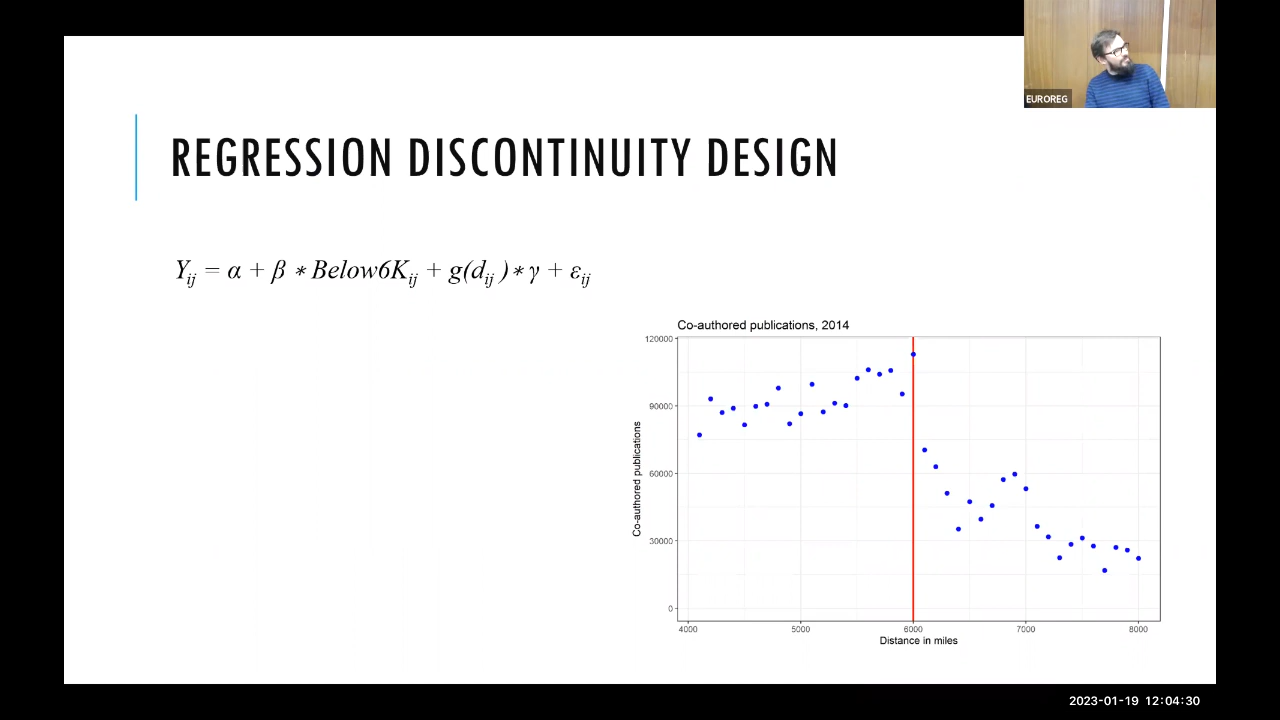 EUROREG
REGRESSION DISCONTINUITY DESIGN
Yij = α + β * Below6Kij + g(dij) * γ + εij
Co-authored publications, 2014
120000
90000
60000
30000
0
Co-authored publications
4000 5000 6000 7000 8000
Distance in miles
2023-01-19 12:04:30